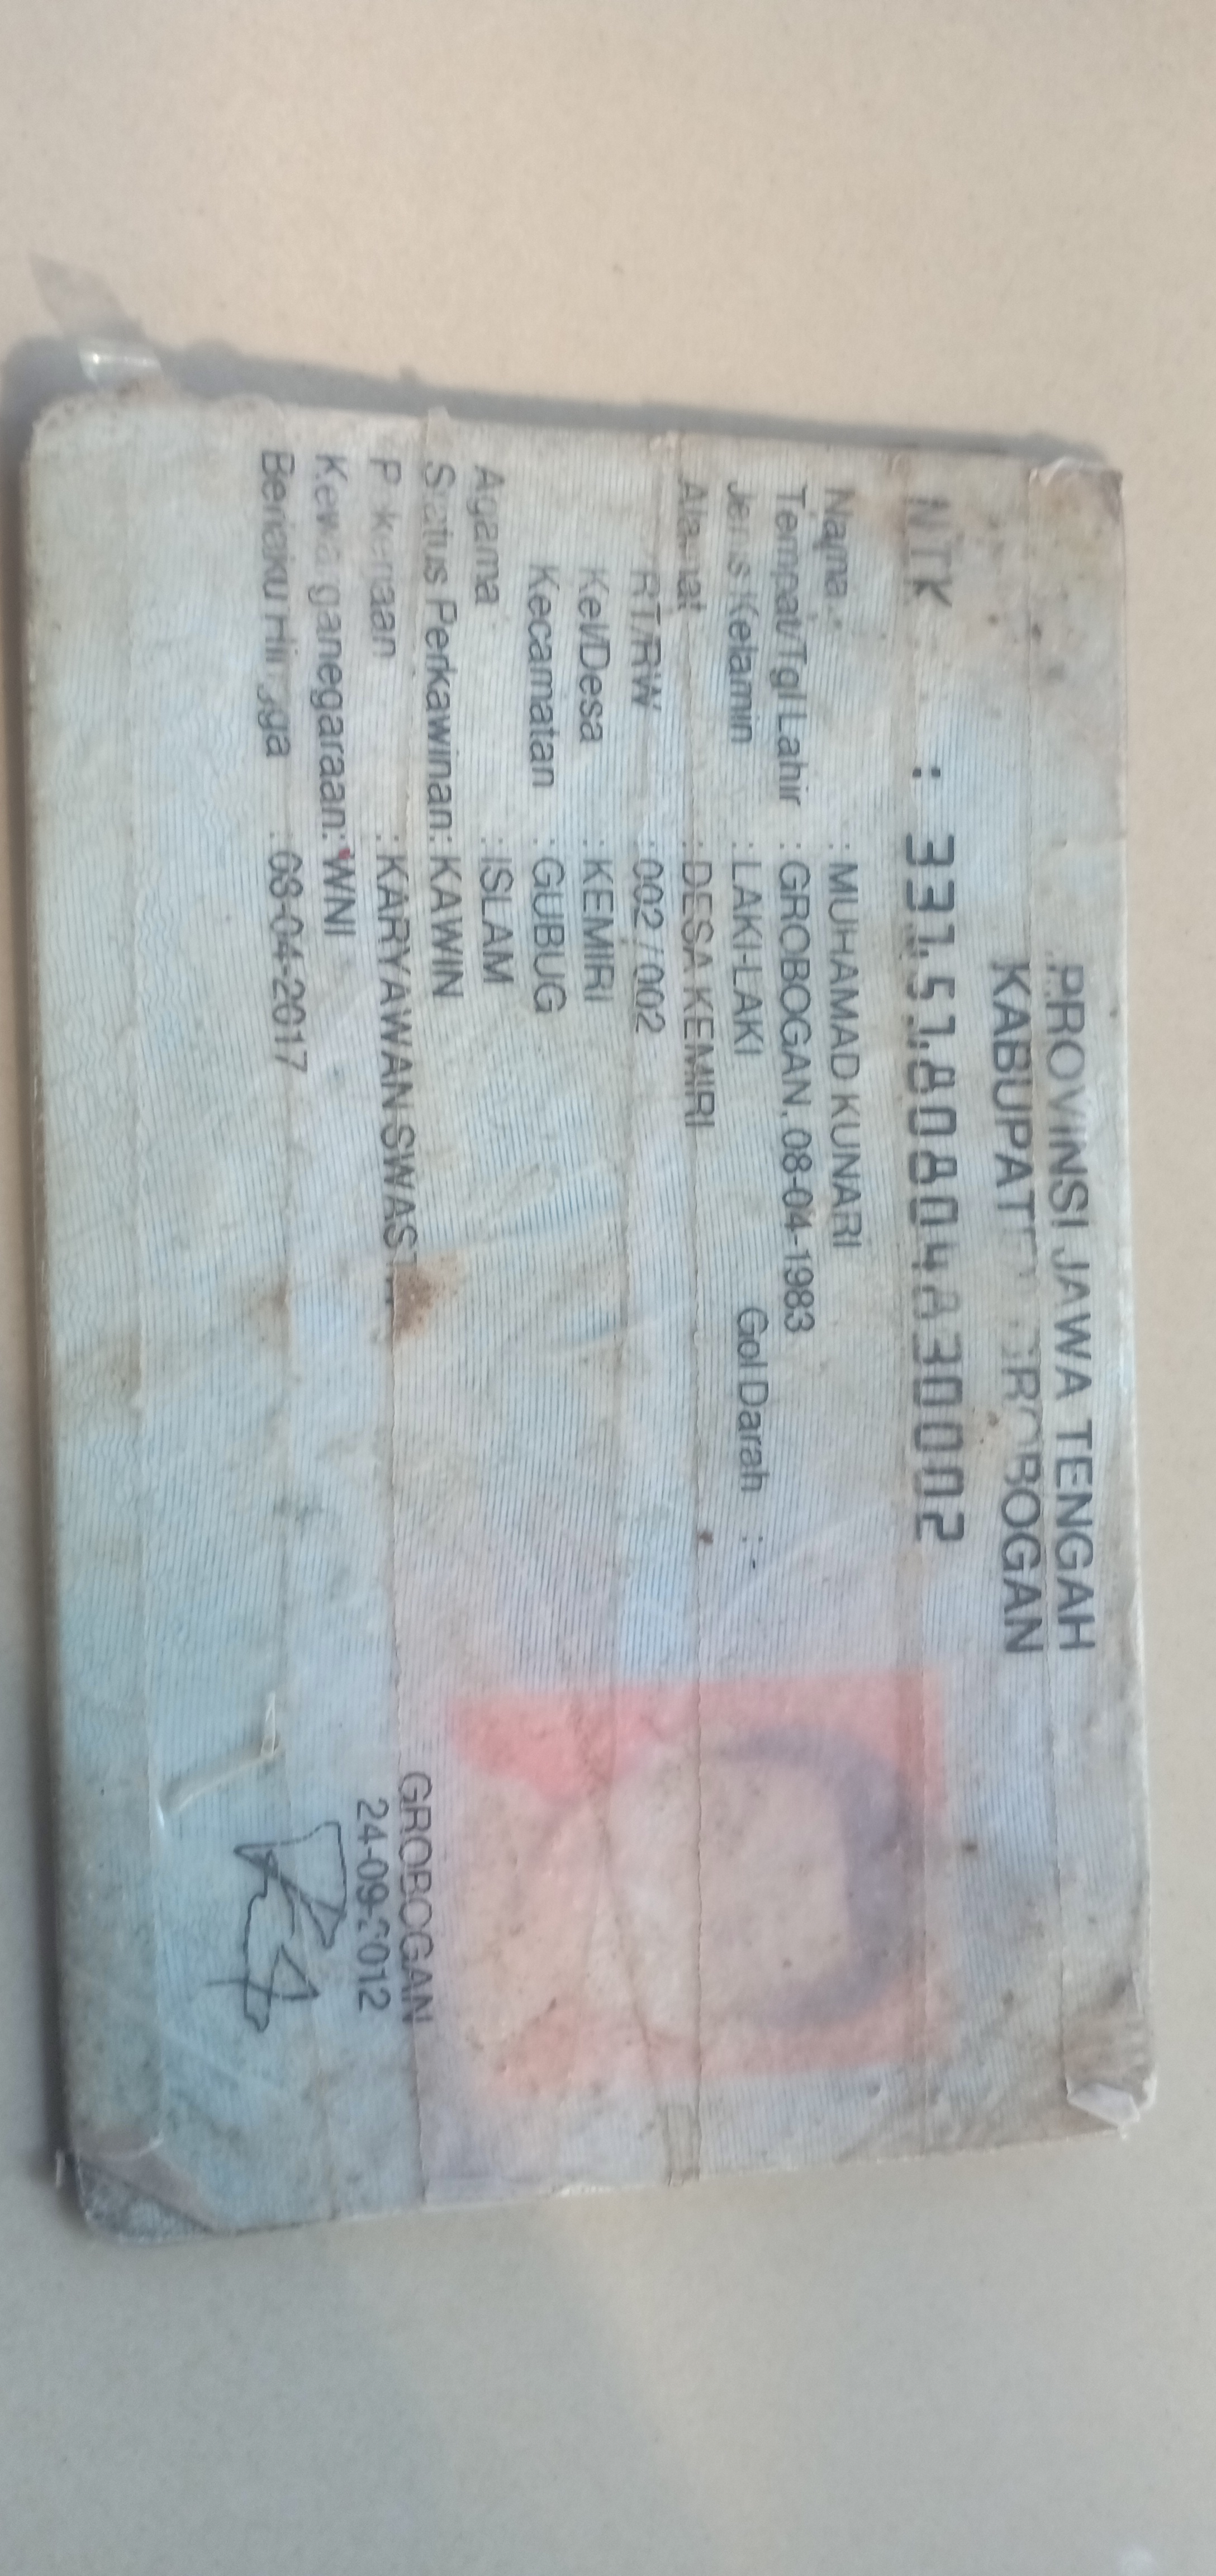 PROVINSI JAWA TENGAH
KABUPATEN GROBOGAN
NIK : 3315180804830002
Nama : MUHAMAD KUNARI
Tempat/Tgl Lahir : GROBOGAN, 08-04-1983
Jenis Kelamin : LAKI-LAKI Gol Darah : -
Alamat : DESA KEMIRI
RT/RW : 002 / 002
Kel/Desa : KEMIRI
Kecamatan : GUBUG
Agama : ISLAM
Status Perkawinan: KAWIN
Pekerjaan : KARYAWAN SWASTA
Kewarganegaraan: WNI
Berlaku Hingga : 08-04-2017
GROBOGAN
24-09-2012